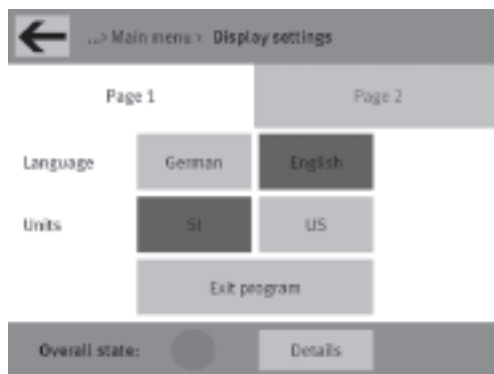 ...> Main menu > Display settings
Page 1 Page 2
Language German English
Units SI US
Exit program
Overall state: Details